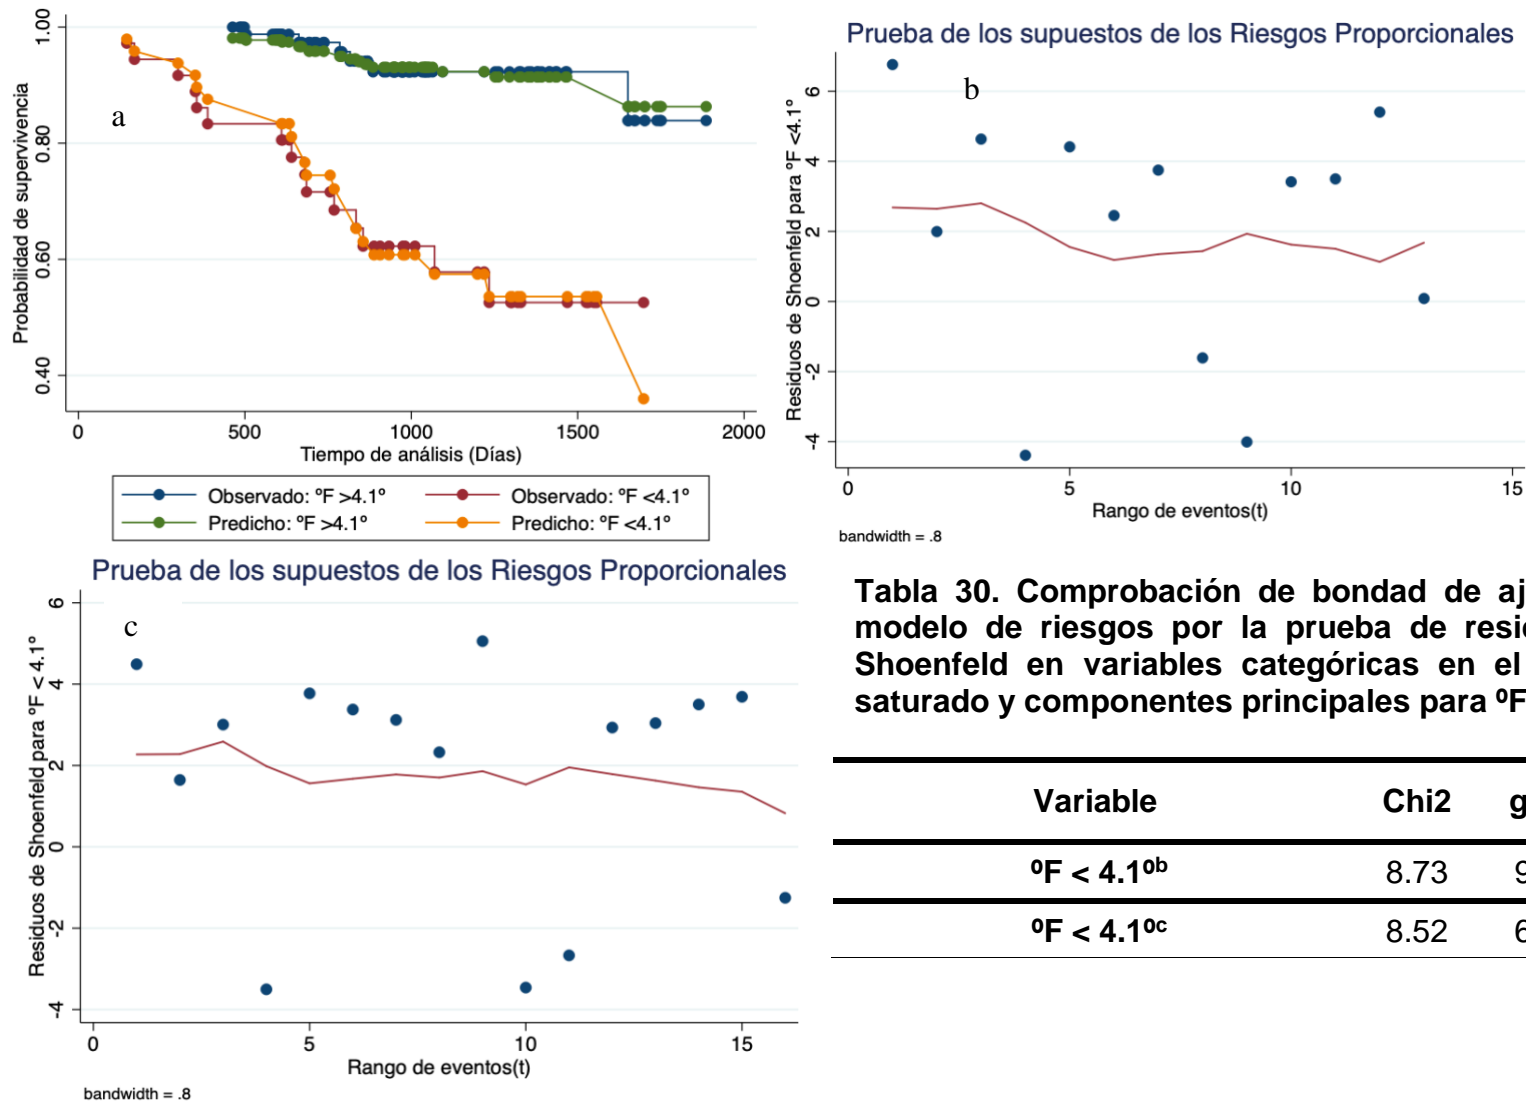 1.00
0.80
0.60
0.40
Probabilidad de supervivencia
a
0
500
1000
1500
2000
Tiempo de análisis (Días)
Observado: ºF >4.1º
Observado: ºF <4.1º
Predicho: ºF >4.1º
Predicho: ºF <4.1º
Prueba de los supuestos de los Riesgos Proporcionales
b
6
4
2
0
-2
-4
Residuos de Shoenfeld para ºF <4.1º
0
5
10
15
Rango de eventos(t)
bandwidth = .8
Prueba de los supuestos de los Riesgos Proporcionales
c
6
4
2
0
-2
-4
Residuos de Shoenfeld para ºF < 4.1º
0
5
10
15
Rango de eventos(t)
bandwidth = .8
Tabla 30. Comprobación de bondad de aj
modelo de riesgos por la prueba de resid
Shoenfeld en variables categóricas en el
saturado y componentes principales para ºF
Variable Chi2 g
ºF < 4.1ºb 8.73 9
ºF < 4.1ºc 8.52 6